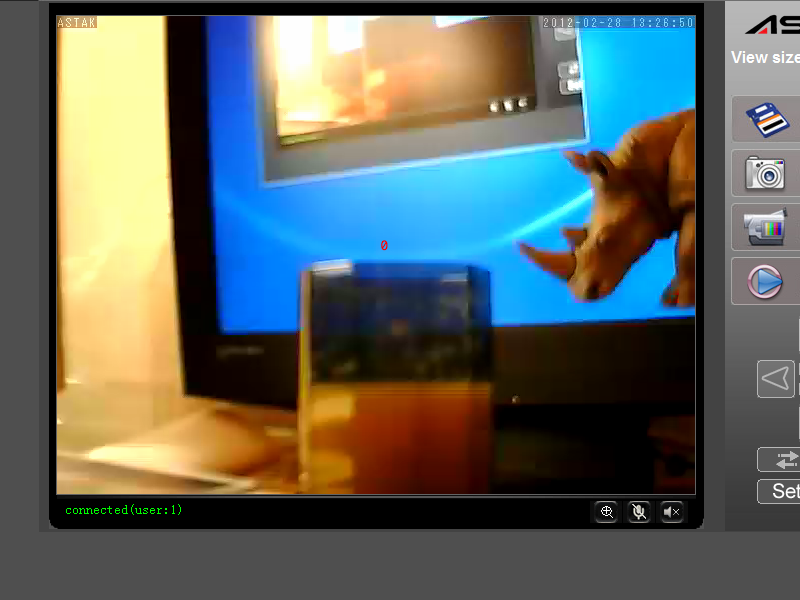 ASTAK
2012-02-28 13:26:50
AS
View size
0
connected(user:1)
Set